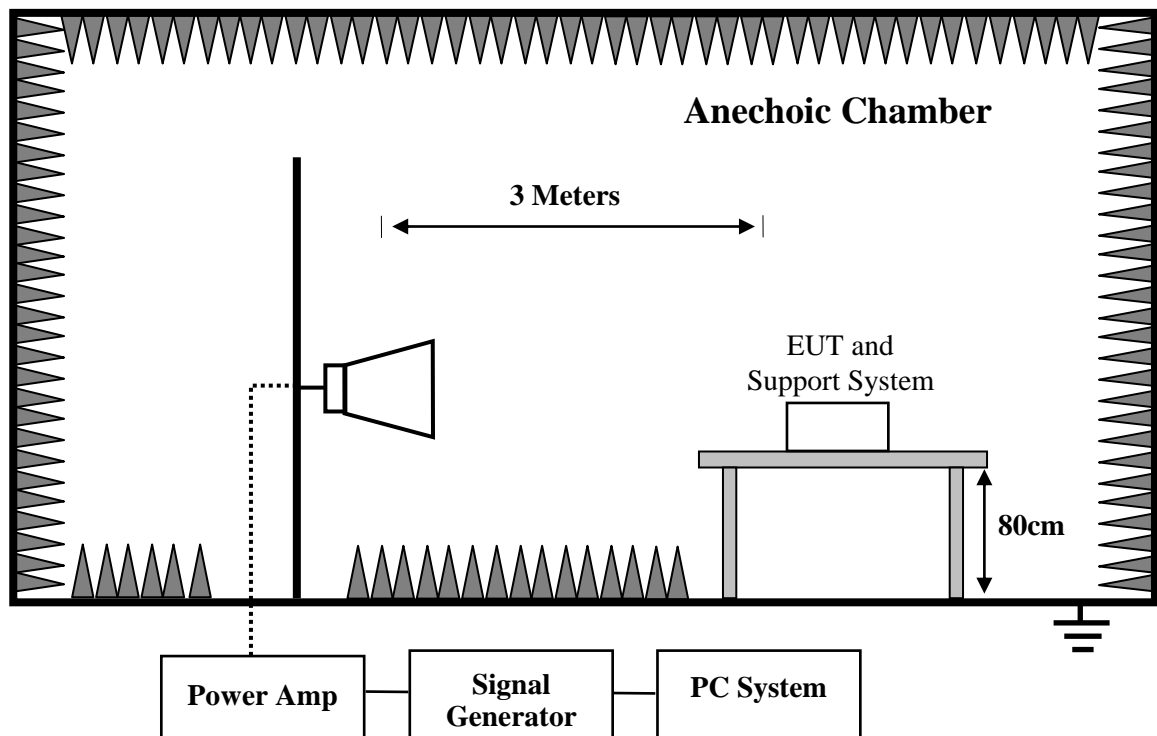 Anechoic Chamber
3 Meters
EUT and
Support System
80cm
Power Amp
Signal
Generator
PC System